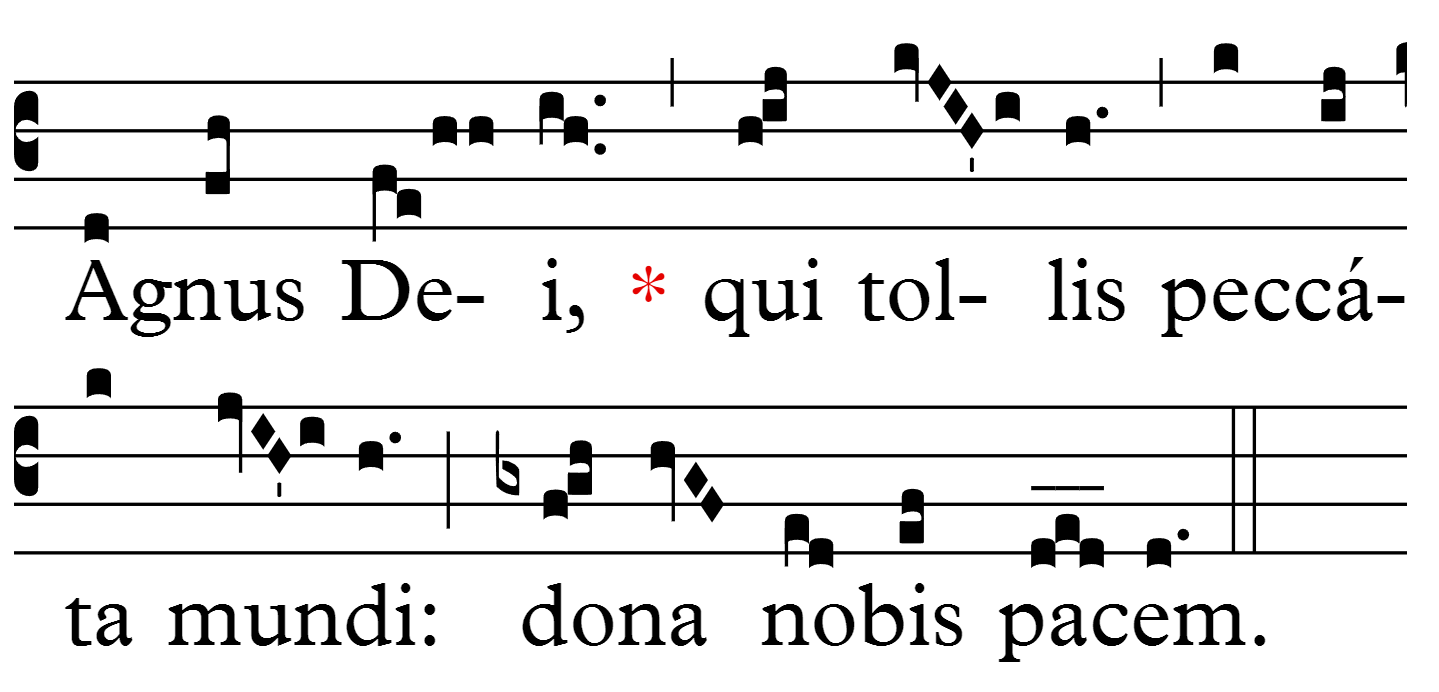 Agnus De- i, * qui tol- lis peccá-
ta mundi: dona nobis pacem.